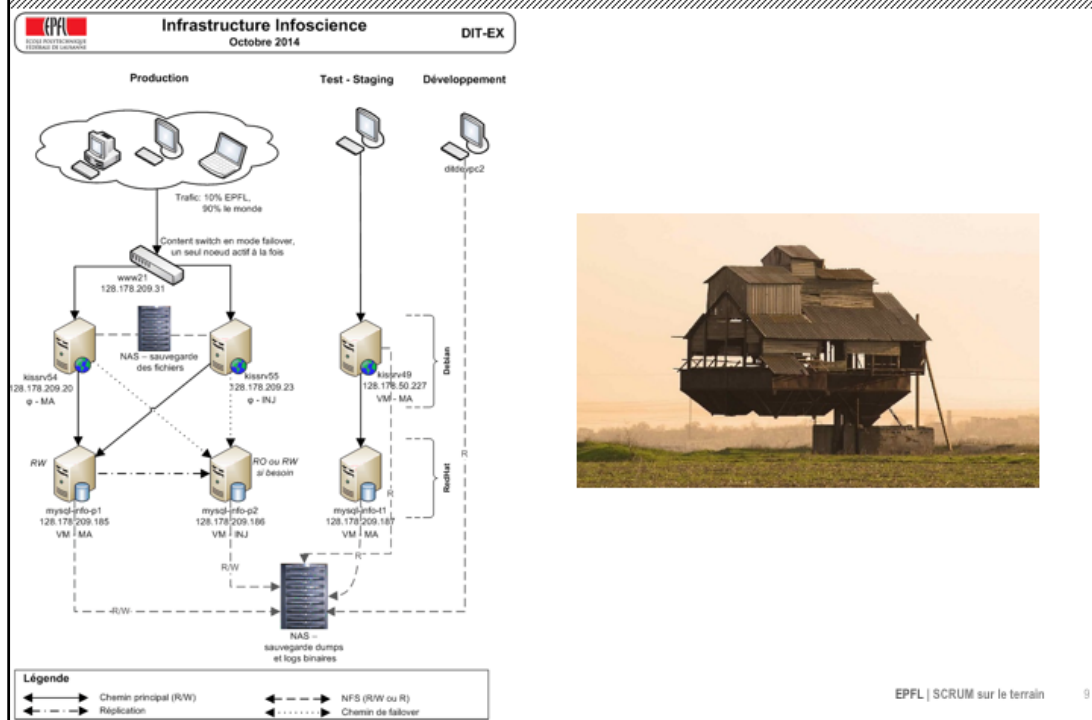 EPFL
ECOLE POLYTECHNIQUE
FEDERALE DE LAUSANNE
Infrastructure Infoscience
Octobre 2014
DIT-EX
Production
Test - Staging
Développement
ditdevpc2
Trafic: 10% EPFL,
90% le monde
Content switch en mode failover,
un seul noeud actif à la fois
www21
128.178.209.31
NAS – sauvegarde
des fichiers
kissrv54
128.178.209.20
φ - MA
kissrv55
128.178.209.23
φ - INJ
kissrv49
128.178.50.227
VM - MA
Debian
RW
RO ou RW
si besoin
mysql-info-p1
128.178.209.185
VM MA
mysql-info-p2
128.178.209.186
VM INJ
mysql-info-t1
128.178.209.187
VM MA
RedHat
R
R
R
R/W
R/W
NAS –
sauvegarde dumps
et logs binaires
Légende
Chemin principal (R/W)
NFS (R/W ou R)
Réplication
Chemin de failover
EPFL | SCRUM sur le terrain 9